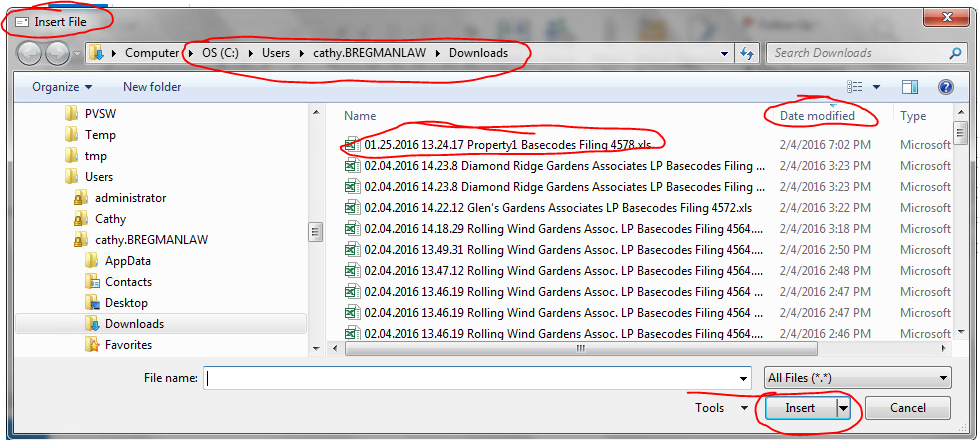 Insert File
Computer OS (C:) Users cathy.BREGMANLAW Downloads
Search Downloads
Organize New folder
PVSW
Temp
tmp
Users
administrator
Cathy
cathy.BREGMANLAW
AppData
Contacts
Desktop
Downloads
Favorites
Name Date modified Type
01.25.2016 13.24.17 Property1 Basecodes Filing 4578.xls 2/4/2016 7:02 PM Microsoft
02.04.2016 14.23.8 Diamond Ridge Gardens Associates LP Basecodes Filing ... 2/4/2016 3:23 PM Microsoft
02.04.2016 14.23.8 Diamond Ridge Gardens Associates LP Basecodes Filing ... 2/4/2016 3:23 PM Microsoft
02.04.2016 14.22.12 Glen's Gardens Associates LP Basecodes Filing 4572.xls 2/4/2016 3:22 PM Microsoft
02.04.2016 14.18.29 Rolling Wind Gardens Assoc. LP Basecodes Filing 4564.... 2/4/2016 3:18 PM Microsoft
02.04.2016 13.49.31 Rolling Wind Gardens Assoc. LP Basecodes Filing 4564.... 2/4/2016 2:50 PM Microsoft
02.04.2016 13.47.12 Rolling Wind Gardens Assoc. LP Basecodes Filing 4564 ... 2/4/2016 2:48 PM Microsoft
02.04.2016 13.46.19 Rolling Wind Gardens Assoc. LP Basecodes Filing 4564 ... 2/4/2016 2:47 PM Microsoft
02.04.2016 13.46.19 Rolling Wind Gardens Assoc. LP Basecodes Filing 4564 ... 2/4/2016 2:47 PM Microsoft
02.04.2016 13.46.19 Rolling Wind Gardens Assoc. LP Basecodes Filing 4564.... 2/4/2016 2:46 PM Microsoft
File name: All Files (*.*)
Tools Insert Cancel